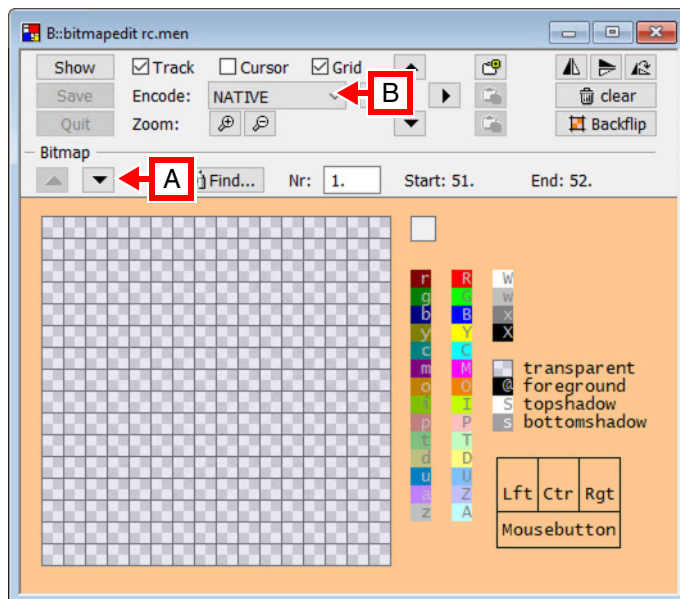 B::bitmapedit rc.men
Show Track Cursor Grid
Save Encode: NATIVE B clear
Quit Zoom: Backflip
Bitmap
A Find... Nr: 1. Start: 51. End: 52.
r R W
g G w
b B x
y Y X
c C
m M transparent
o O @ foreground
i I S topshadow
p P s bottomshadow
t T
d D
u U
a Z
z A
Lft Ctr Rgt
Mousebutton